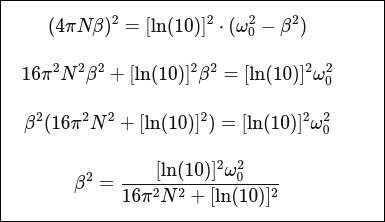 (4πNβ)² = [ln(10)]² · (ω₀² − β²)
16π²N²β² + [ln(10)]²β² = [ln(10)]²ω₀²
β²(16π²N² + [ln(10)]²) = [ln(10)]²ω₀²
β² = [ln(10)]²ω₀² / 16π²N² + [ln(10)]²